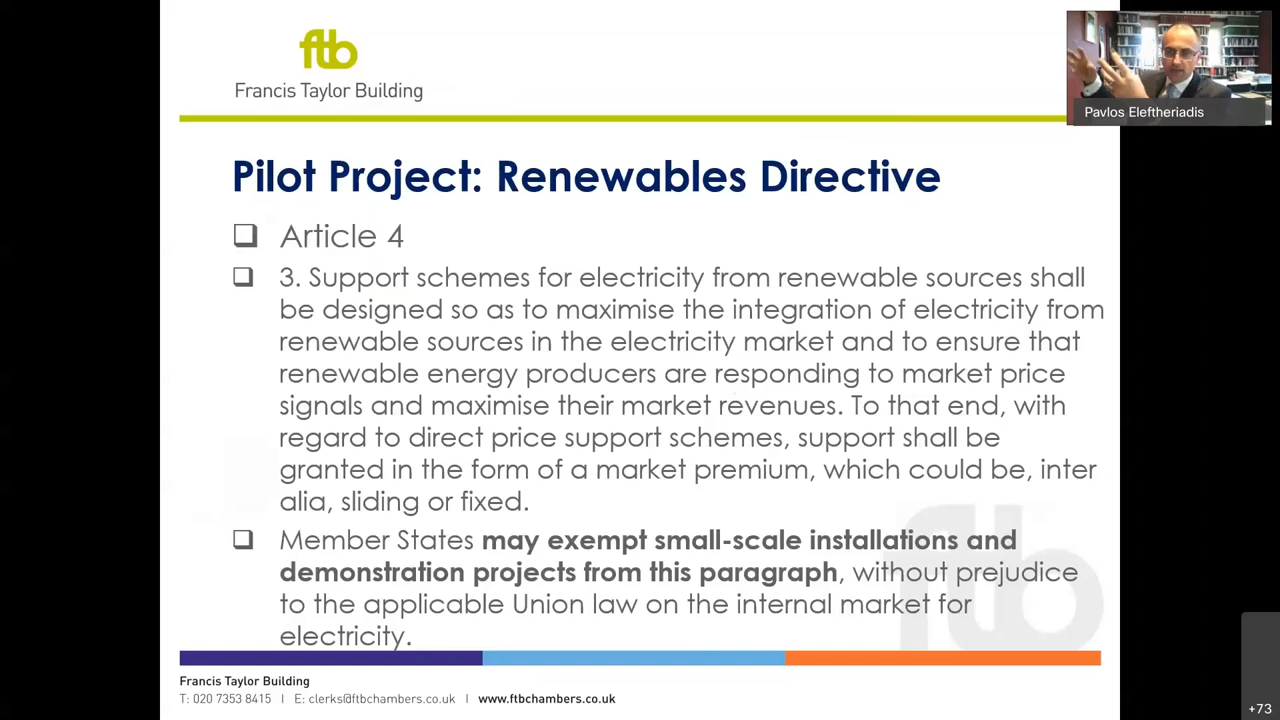 ftb
Francis Taylor Building
Pavlos Eleftheriadis
Pilot Project: Renewables Directive
❑ Article 4
❑ 3. Support schemes for electricity from renewable sources shall
be designed so as to maximise the integration of electricity from
renewable sources in the electricity market and to ensure that
renewable energy producers are responding to market price
signals and maximise their market revenues. To that end, with
regard to direct price support schemes, support shall be
granted in the form of a market premium, which could be, inter
alia, sliding or fixed.
❑ Member States may exempt small-scale installations and
demonstration projects from this paragraph, without prejudice
to the applicable Union law on the internal market for
electricity.
ftb
Francis Taylor Building
T: 020 7353 8415 I E: clerks@ftbchambers.co.uk I www.ftbchambers.co.uk
+73